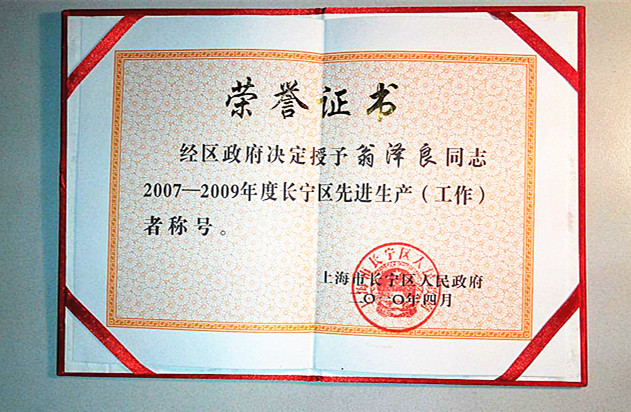 荣誉证书
经区政府决定授予翁泽良同志
2007—2009年度长宁区先进生产(工作)
者称号。
上海市长宁区人民政府
二〇一〇年四月